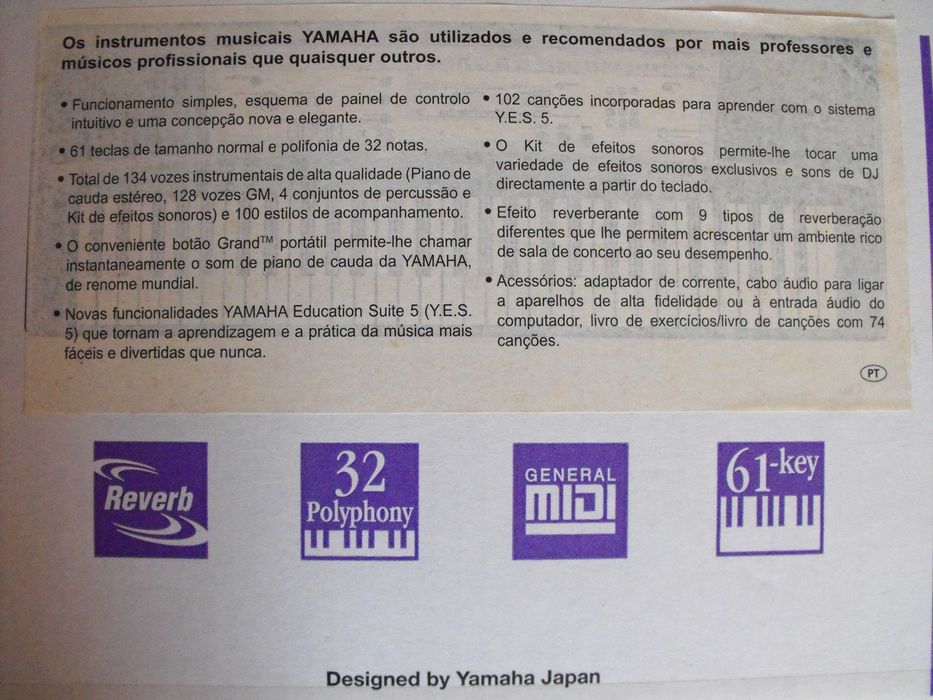 Os instrumentos musicais YAMAHA são utilizados e recomendados por mais professores e
músicos profissionais que quaisquer outros.
• Funcionamento simples, esquema de painel de controlo
intuitivo e uma concepção nova e elegante.
• 61 teclas de tamanho normal e polifonia de 32 notas.
• Total de 134 vozes instrumentais de alta qualidade (Piano de
cauda estéreo, 128 vozes GM, 4 conjuntos de percussão e
Kit de efeitos sonoros) e 100 estilos de acompanhamento.
• O conveniente botão Grand™ portátil permite-lhe chamar
instantaneamente o som de piano de cauda da YAMAHA,
de renome mundial.
• Novas funcionalidades YAMAHA Education Suite 5 (Y.E.S.
5) que tornam a aprendizagem e a prática da música mais
fáceis e divertidas que nunca.
• 102 canções incorporadas para aprender com o sistema
Y.E.S. 5.
• O Kit de efeitos sonoros permite-lhe tocar uma
variedade de efeitos sonoros exclusivos e sons de DJ
directamente a partir do teclado.
• Efeito reverberante com 9 tipos de reverberação
diferentes que lhe permitem acrescentar um ambiente rico
de sala de concerto ao seu desempenho.
• Acessórios: adaptador de corrente, cabo áudio para ligar
a aparelhos de alta fidelidade ou à entrada áudio do
computador, livro de exercícios/livro de canções com 74
canções.
PT
Reverb
32
Polyphony
GENERAL
MIDI
61-key
Designed by Yamaha Japan